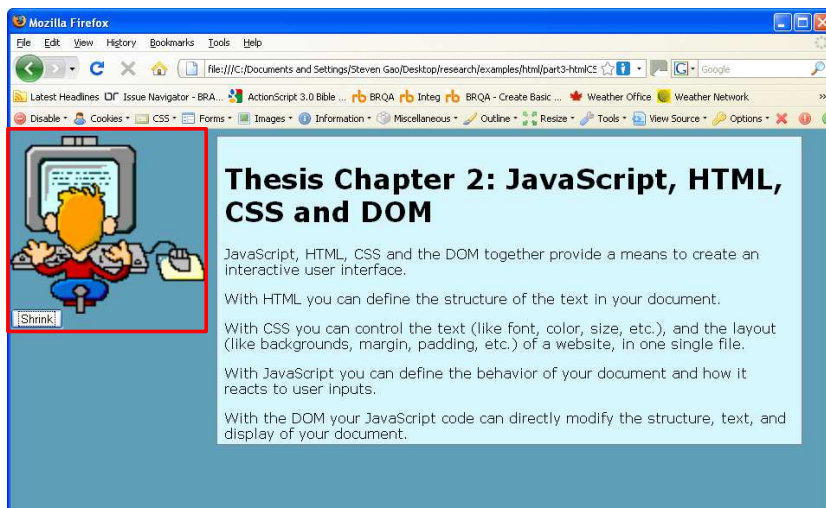 Mozilla Firefox
File Edit View History Bookmarks Tools Help
file:///C:/Documents and Settings/Steven Gao/Desktop/research/examples/html/part3-htmlCS G Google
Latest Headlines Issue Navigator - BRA... ActionScript 3.0 Bible ... rb BRQA rb Integ rb BRQA - Create Basic ... Weather Office Weather Network »
Disable Cookies CSS Forms Images Information Miscellaneous Outline Resize Tools View Source Options
Thesis Chapter 2: JavaScript, HTML,
CSS and DOM
JavaScript, HTML, CSS and the DOM together provide a means to create an
interactive user interface.
With HTML you can define the structure of the text in your document.
With CSS you can control the text (like font, color, size, etc.), and the layout
(like backgrounds, margin, padding, etc.) of a website, in one single file.
With JavaScript you can define the behavior of your document and how it
reacts to user inputs.
With the DOM your JavaScript code can directly modify the structure, text, and
display of your document.
Shrink